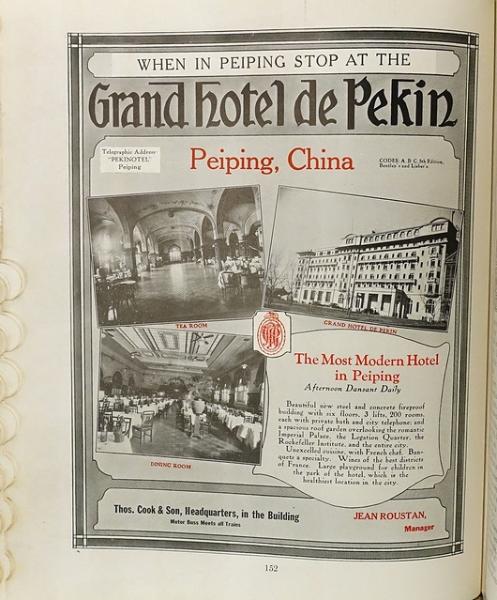 WHEN IN PEIPING STOP AT THE
Grand hotel de Pekin
Telegraphic Address
"PEKINOTEL"
Peiping
Peiping, China
CODES: A. B. C. 5th Edition,
Bentley's and Lieber's
TEA ROOM
GRAND HOTEL DE PEKIN
DINING ROOM
The Most Modern Hotel
in Peiping
Afternoon Dansant Daily
Beautiful new steel and concrete fireproof
building with six floors, 3 lifts, 200 rooms,
each with private bath and city telephone; and
a spacious roof garden overlooking the romantic
Imperial Palace, the Legation Quarter, the
Rockefeller Institute, and the entire city.
Unexcelled cuisine, with French chef. Ban-
quets a specialty. Wines of the best districts
of France. Large playground for children in
the park of the hotel, which is the
healthiest location in the city.
Thos. Cook & Son, Headquarters, in the Building
Motor Buss Meets all Trains
JEAN ROUSTAN,
Manager
152